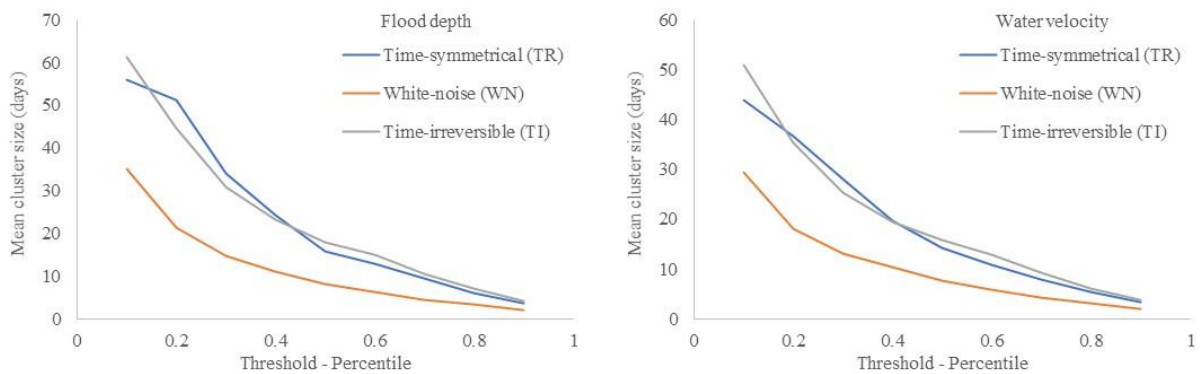 Flood depth
Time-symmetrical (TR)
White-noise (WN)
Time-irreversible (TI)
Mean cluster size (days)
70
60
50
40
30
20
10
0
0 0.2 0.4 0.6 0.8 1
Threshold - Percentile
Water velocity
Time-symmetrical (TR)
White-noise (WN)
Time-irreversible (TI)
Mean cluster size (days)
60
50
40
30
20
10
0
0 0.2 0.4 0.6 0.8 1
Threshold - Percentile